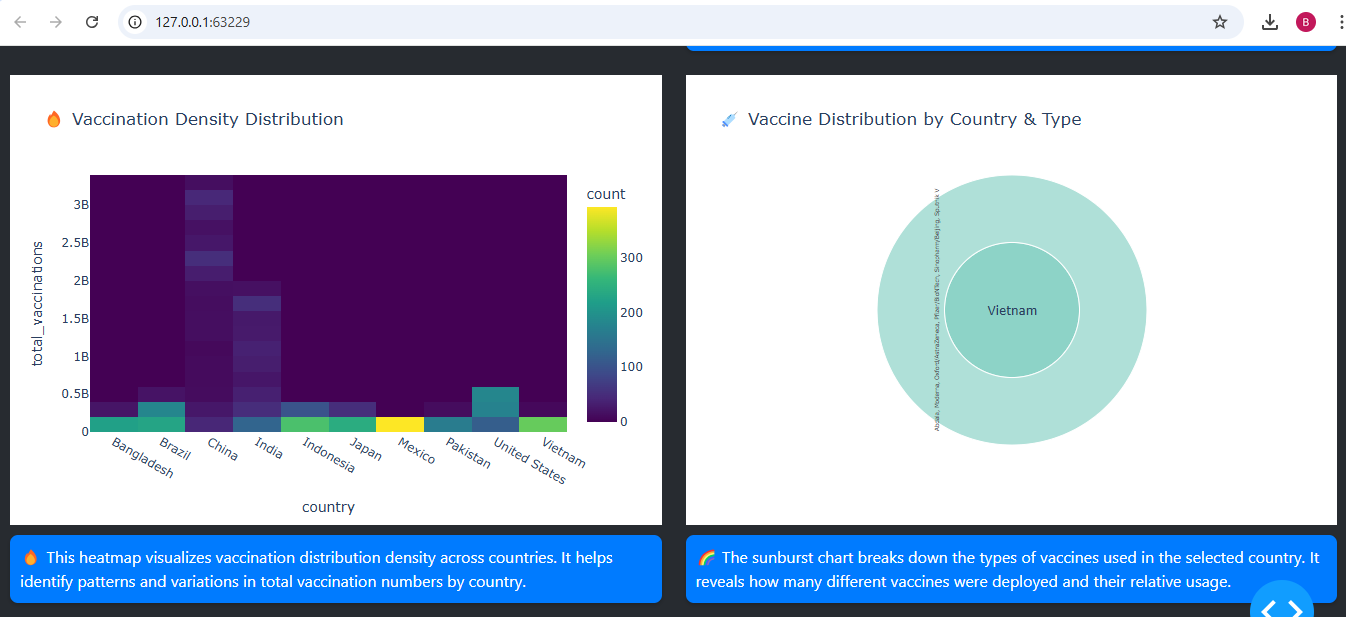 127.0.0.1:63229
B
🔥 Vaccination Density Distribution
count
3B
2.5B
2B
1.5B
1B
0.5B
0
total_vaccinations
300
200
100
0
Bangladesh
Brazil
China
India
Indonesia
Japan
Mexico
Pakistan
United States
Vietnam
country
🔥 This heatmap visualizes vaccination distribution density across countries. It helps
identify patterns and variations in total vaccination numbers by country.
💉 Vaccine Distribution by Country & Type
Abdala, Moderna, Oxford/AstraZeneca, Pfizer/BioNTech, Sinopharm/Beijing, Sputnik V
Vietnam
🌈 The sunburst chart breaks down the types of vaccines used in the selected country. It
reveals how many different vaccines were deployed and their relative usage.